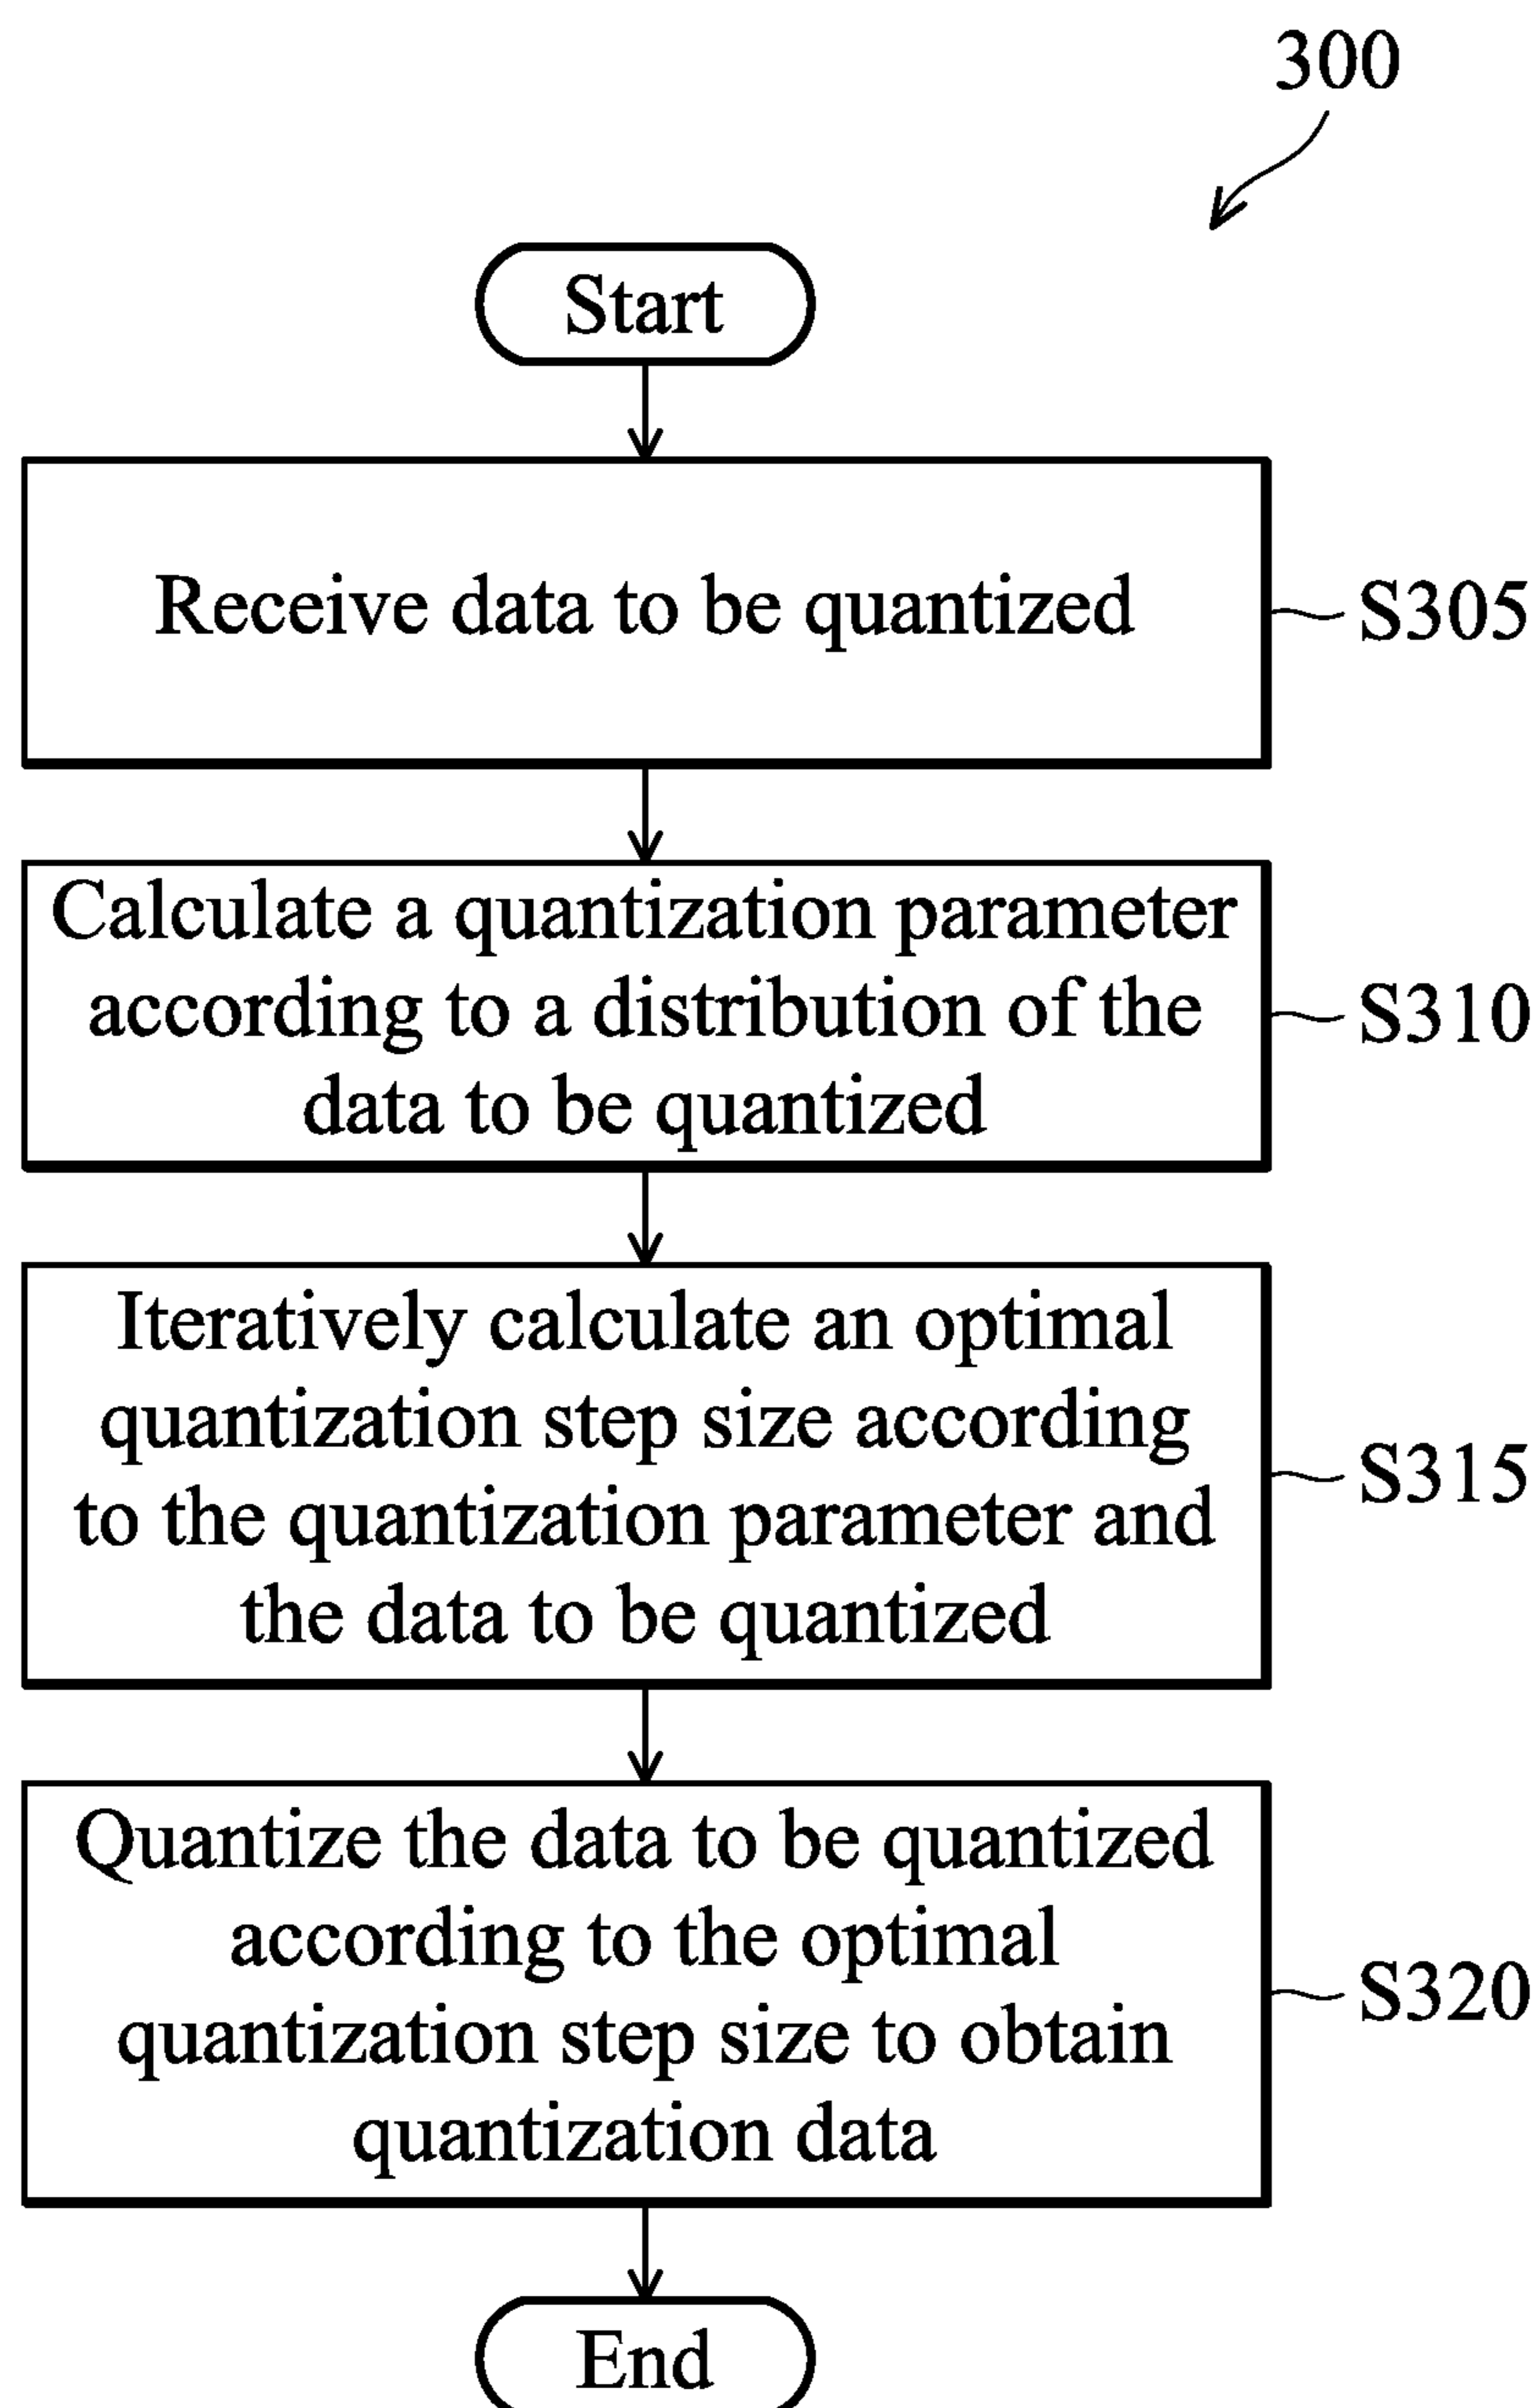 300
Start
Receive data to be quantized
S305
Calculate a quantization parameter
according to a distribution of the
data to be quantized
S310
Iteratively calculate an optimal
quantization step size according
to the quantization parameter and
the data to be quantized
S315
Quantize the data to be quantized
according to the optimal
quantization step size to obtain
quantization data
S320
End